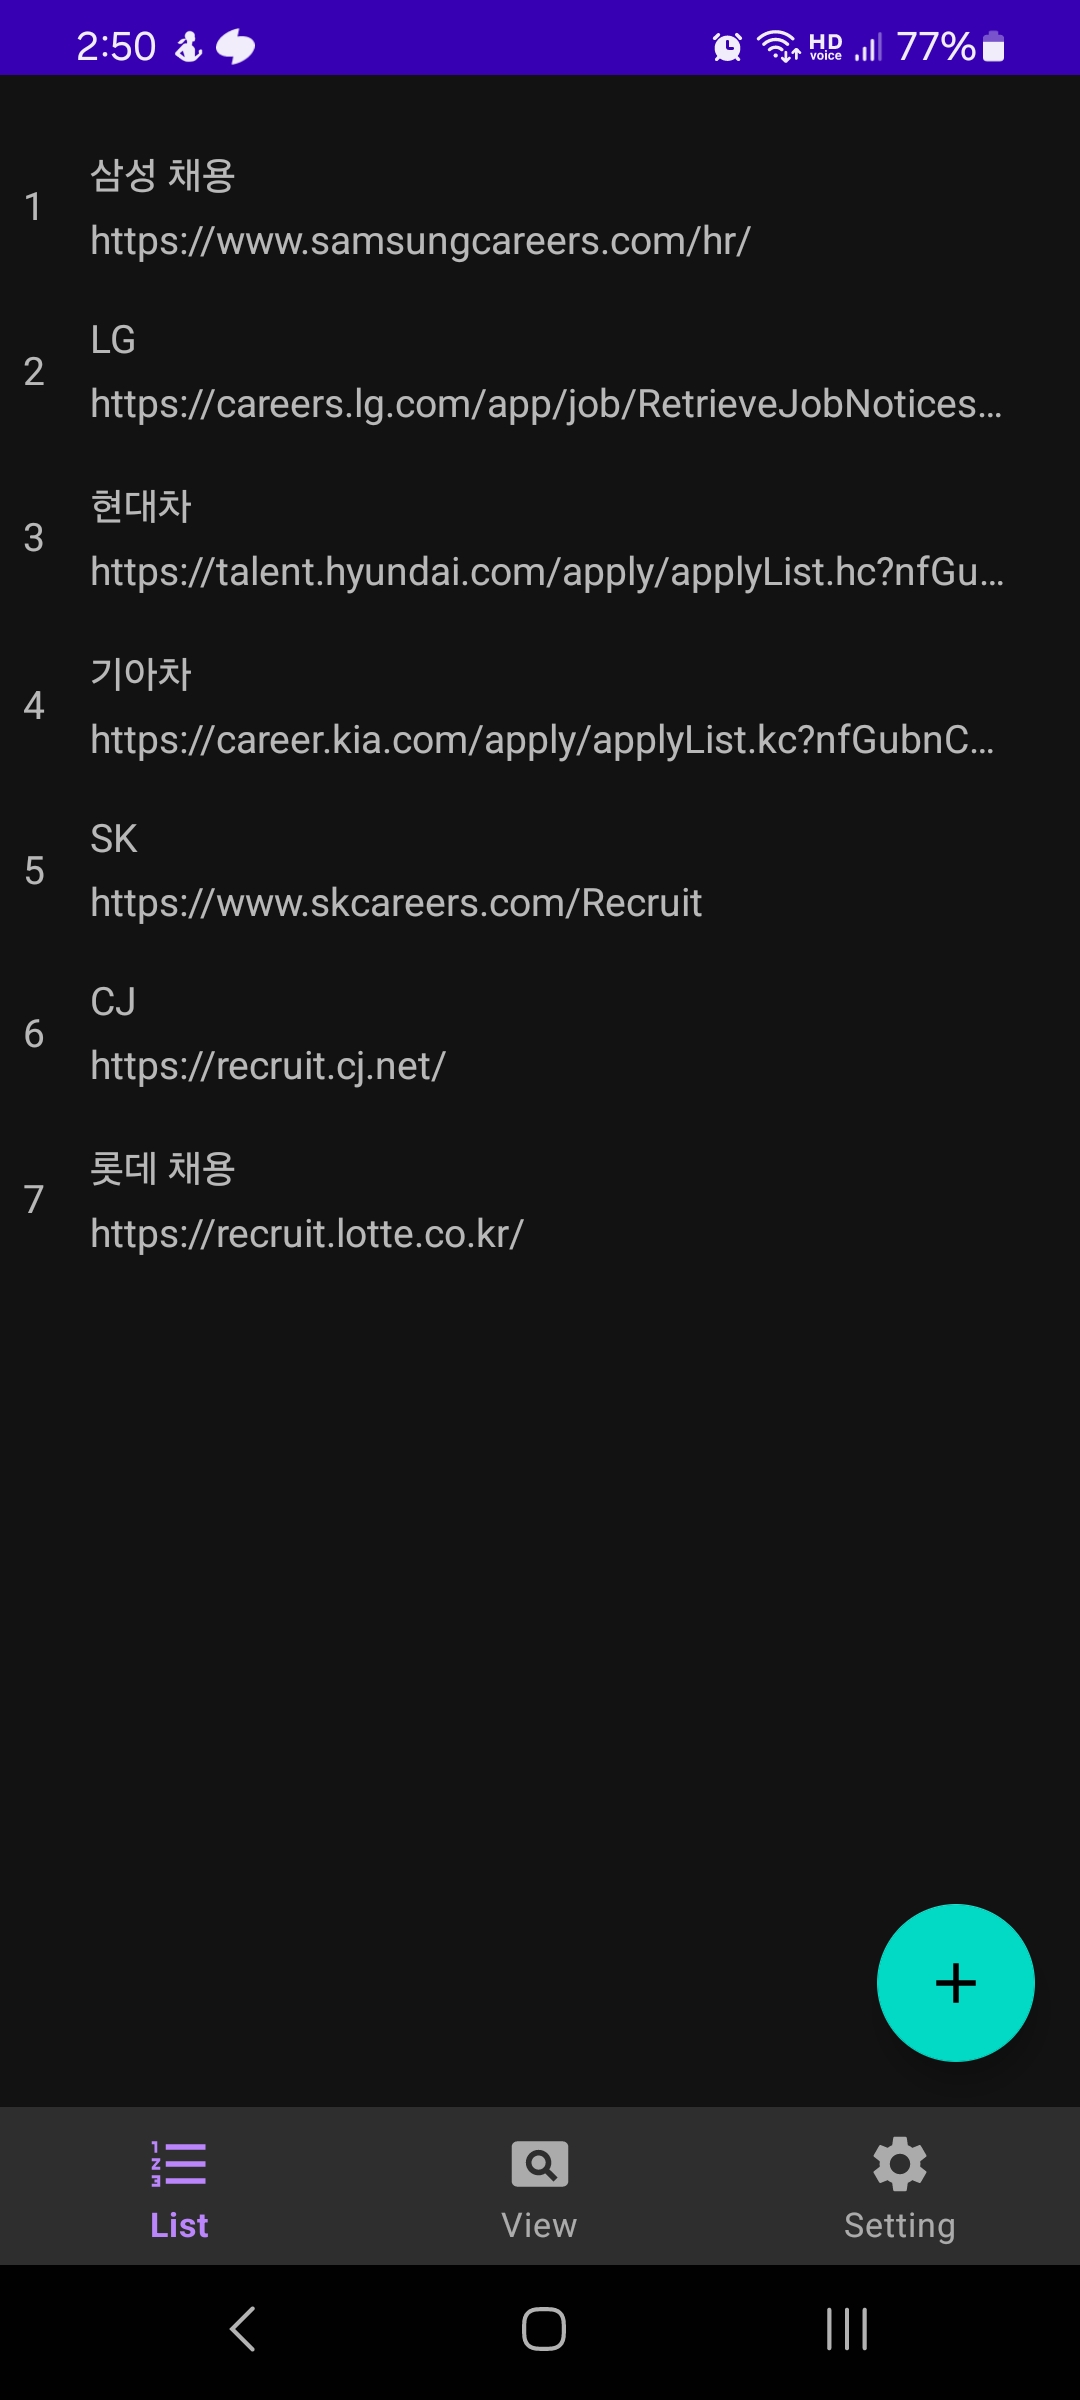 2:50
HD voice
77%
1
삼성 채용
https://www.samsungcareers.com/hr/
2
LG
https://careers.lg.com/app/job/RetrieveJobNotices...
3
현대차
https://talent.hyundai.com/apply/applyList.hc?nfGu...
4
기아차
https://career.kia.com/apply/applyList.kc?nfGubnC...
5
SK
https://www.skcareers.com/Recruit
6
CJ
https://recruit.cj.net/
7
롯데 채용
https://recruit.lotte.co.kr/
List
View
Setting